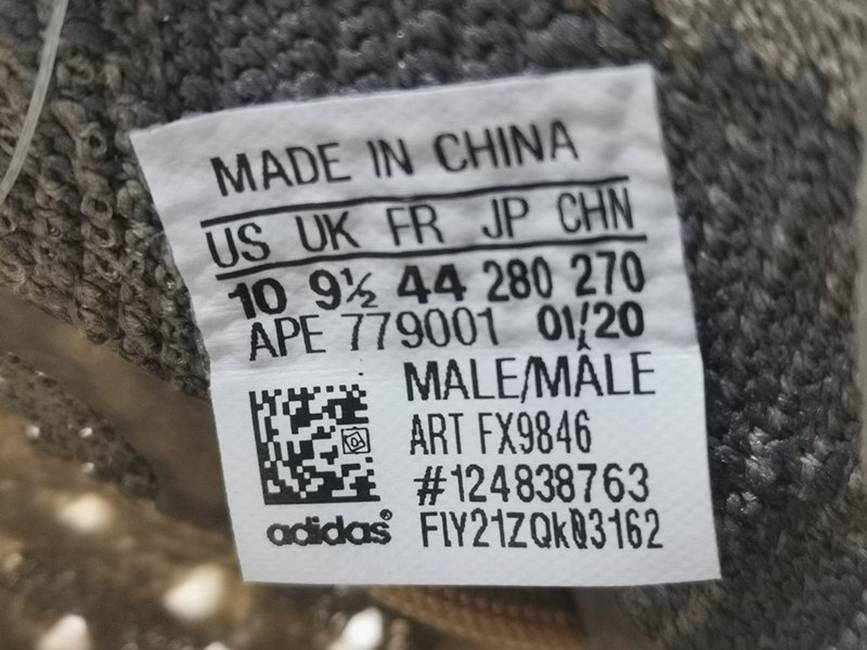 MADE IN CHINA
US UK FR JP CHN
10 9½ 44 280 270
APE 779001 01/20
MALE/MÂLE
ART FX9846
#124838763
adidas®
FIY21ZQk03162